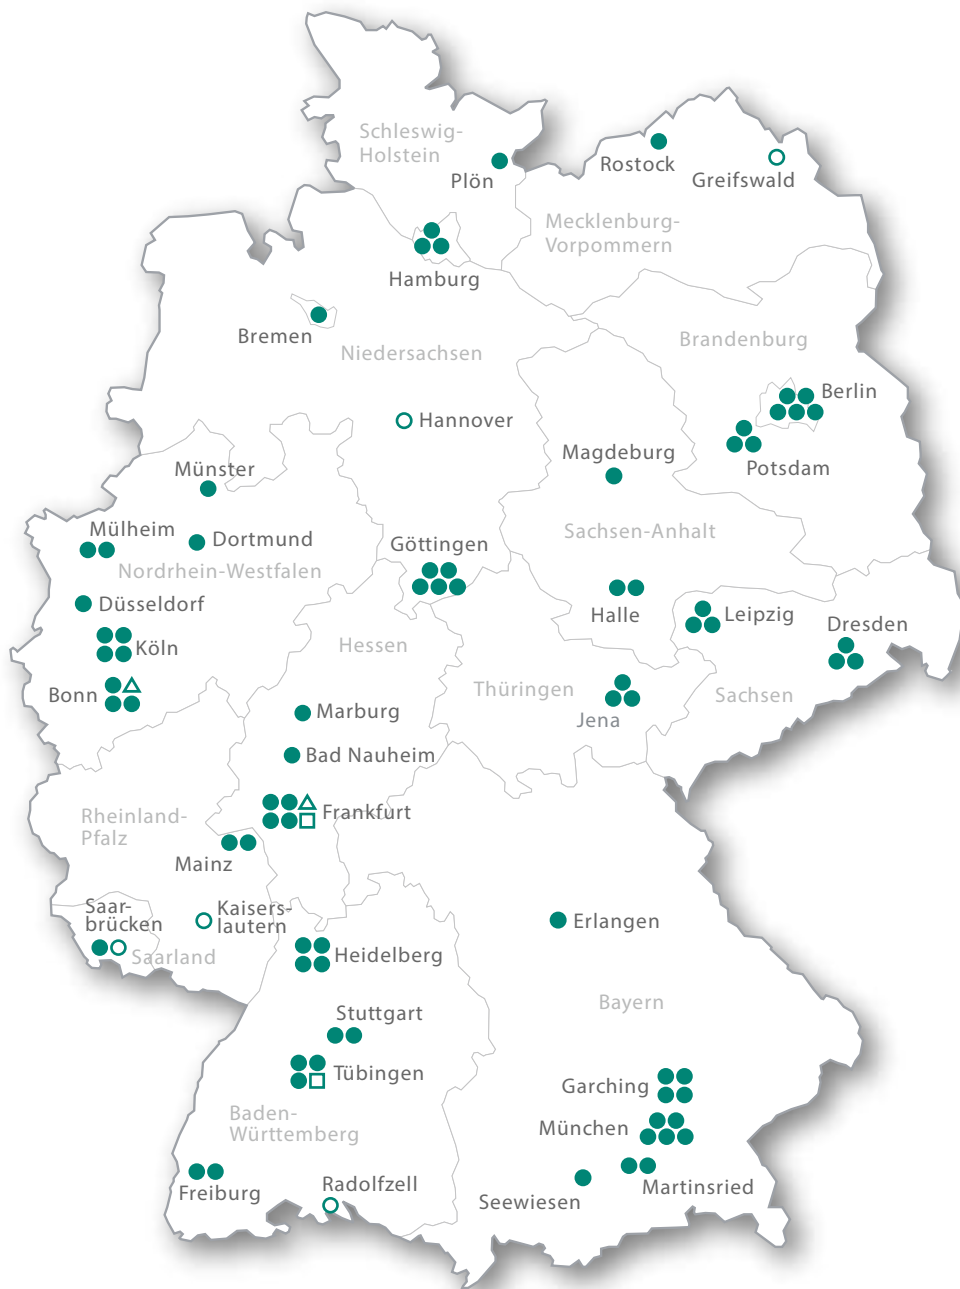 Schleswig-
Holstein
Plön
Rostock
Greifswald
Mecklenburg-
Vorpommern
Hamburg
Bremen
Niedersachsen
Brandenburg
Berlin
Hannover
Potsdam
Magdeburg
Münster
Mülheim
Dortmund
Sachsen-Anhalt
Göttingen
Nordrhein-Westfalen
Düsseldorf
Halle
Leipzig
Dresden
Köln
Hessen
Bonn
Thüringen
Sachsen
Marburg
Jena
Bad Nauheim
Rheinland-
Pfalz
Frankfurt
Mainz
Saar-
brücken
Kaisers-
lautern
Erlangen
Saarland
Heidelberg
Bayern
Stuttgart
Tübingen
Garching
Baden-
Württemberg
München
Freiburg
Radolfzell
Seewiesen
Martinsried